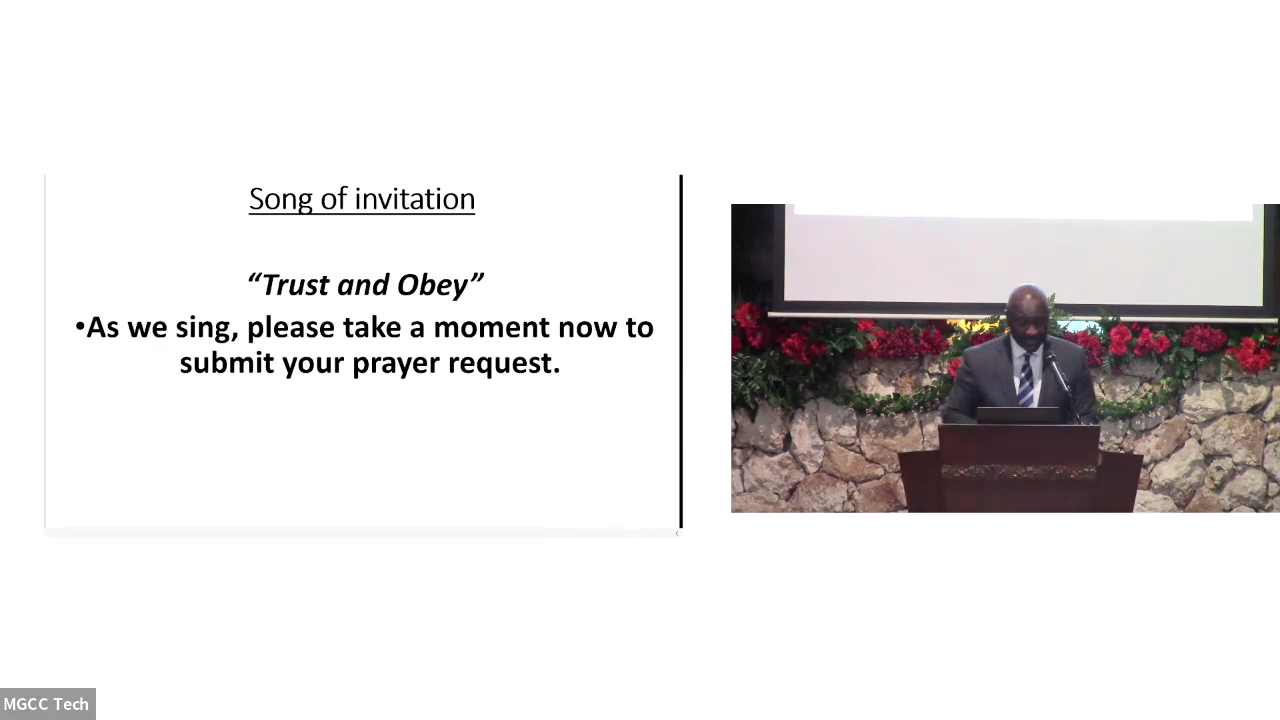 Song of invitation
“Trust and Obey”
•As we sing, please take a moment now to
submit your prayer request.
MGCC Tech